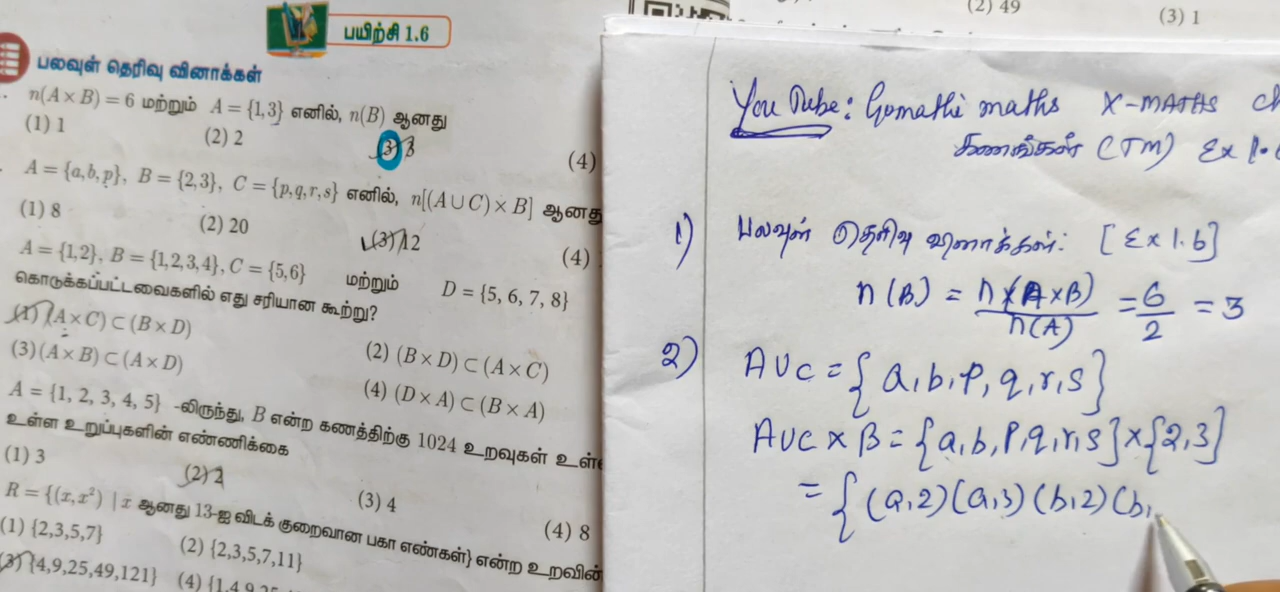 பயிற்சி 1.6
பலவுள் தெரிவு வினாக்கள்
n(A×B) = 6 மற்றும் A = {1,3} எனில், n(B) ஆனது
(1) 1 (2) 2 (3) 3 (4)
A = {a,b,p}, B = {2,3}, C = {p,q,r,s} எனில், n[(A∪C)×B] ஆனது
(1) 8 (2) 20 (3) 12 (4)
A = {1,2}, B = {1,2,3,4}, C = {5,6} மற்றும் D = {5, 6, 7, 8}
கொடுக்கப்பட்டவைகளில் எது சரியான கூற்று?
(1) (A×C) ⊂ (B×D) (2) (B×D) ⊂ (A×C)
(3) (A×B) ⊂ (A×D) (4) (D×A) ⊂ (B×A)
A = {1, 2, 3, 4, 5} -லிருந்து, B என்ற கணத்திற்கு 1024 உறவுகள்
உள்ள உறுப்புகளின் எண்ணிக்கை
(1) 3 (2) 2 (3) 4 (4) 8
R = {(x,x²) | x ஆனது 13-ஐ விடக் குறைவான பகா எண்கள்} என்ற உறவின்
(1) {2,3,5,7} (2) {2,3,5,7,11}
(3) {4,9,25,49,121} (4) {1,4,9,25
(2) 49 (3) 1
YouTube: Gomathi maths X-MATHS
கணங்கள் (TM) Ex 1.6
1) பலவுள் தெரிவு வினாக்கள்: [Ex 1.6]
n(B) = n(A×B)/n(A) = 6/2 = 3
2) A∪C = {a,b,p,q,r,s}
A∪C × B = {a,b,p,q,r,s} × {2,3}
= {(a,2)(a,3)(b,2)(b,